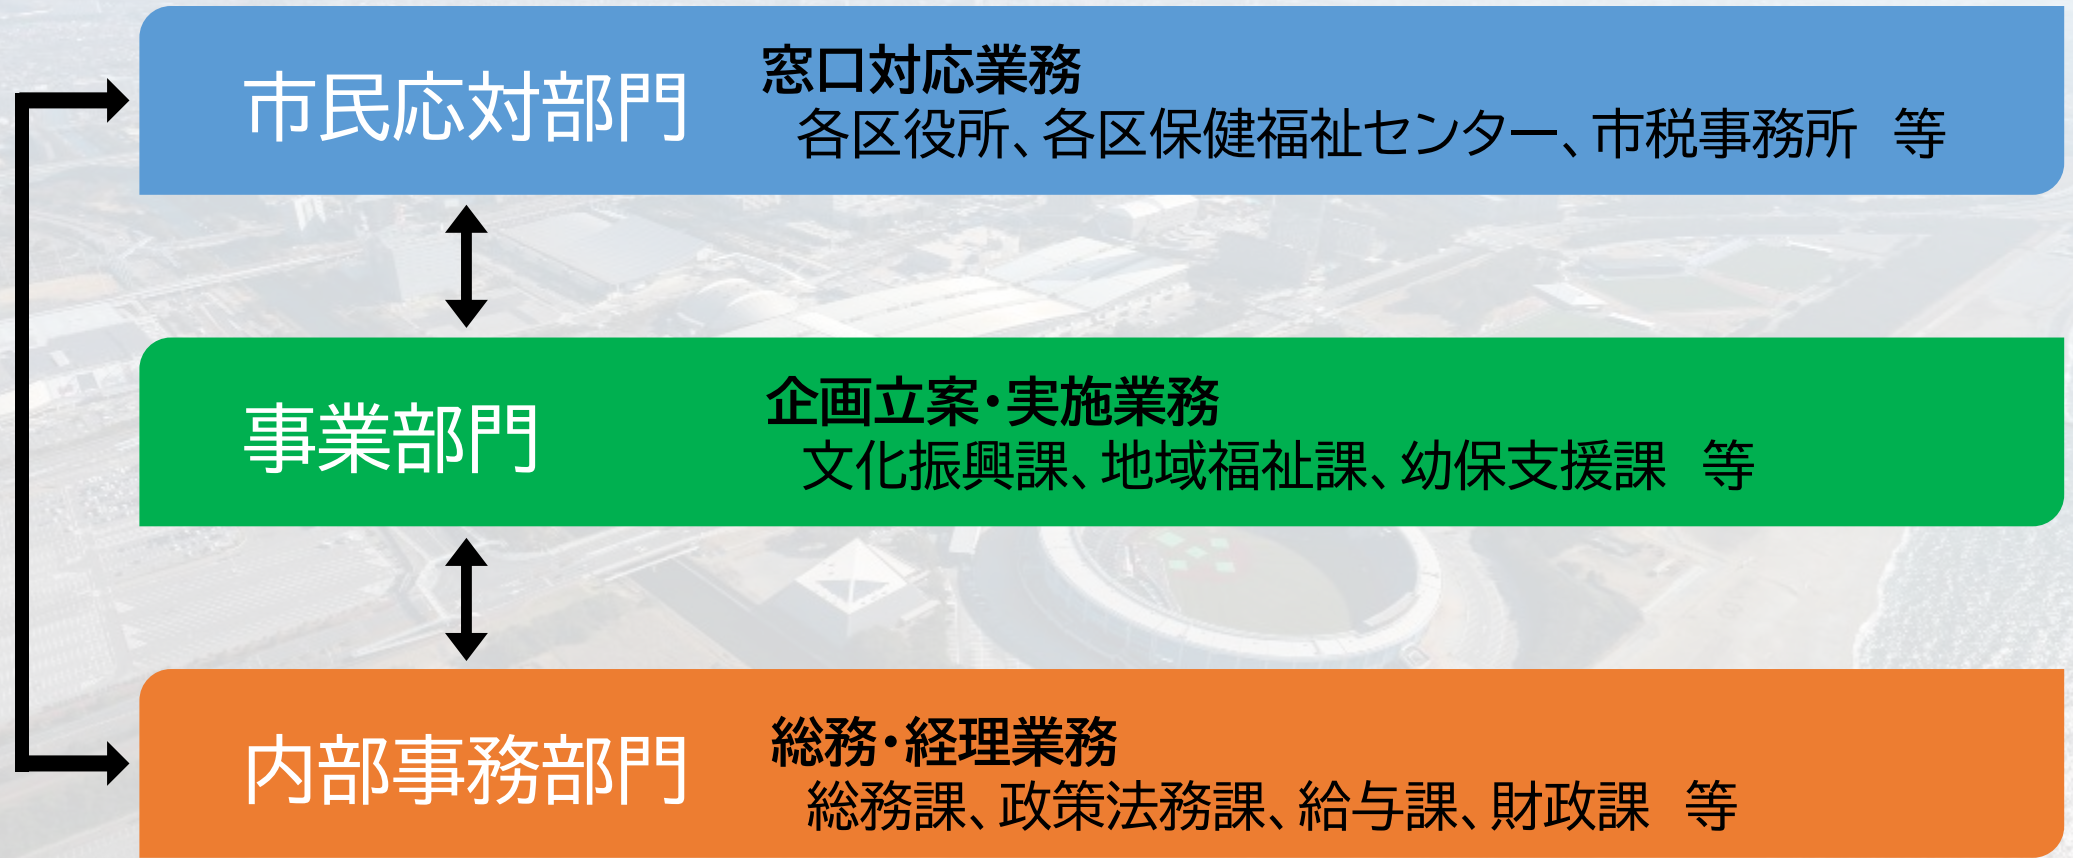 市民応対部門
窓口対応業務
各区役所、各区保健福祉センター、市税事務所　等
事業部門
企画立案・実施業務
文化振興課、地域福祉課、幼保支援課　等
内部事務部門
総務・経理業務
総務課、政策法務課、給与課、財政課　等